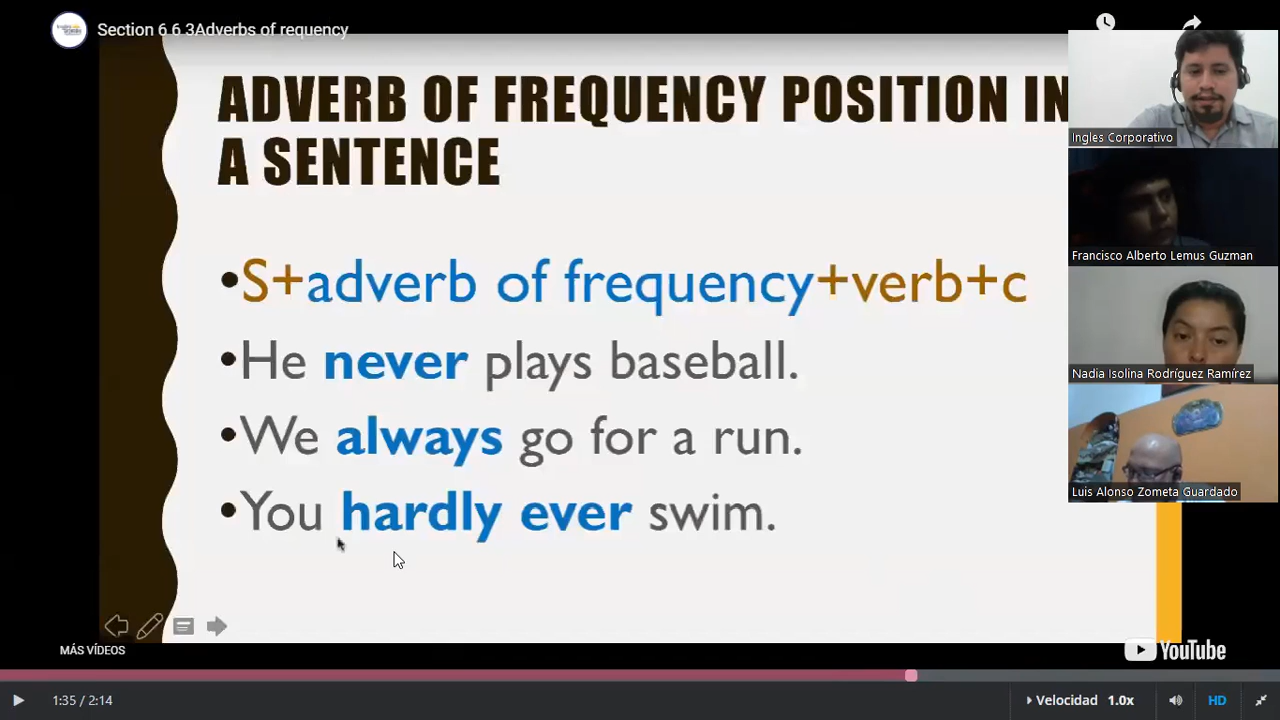 Section 6 6 3Adverbs of requency
ADVERB OF FREQUENCY POSITION IN
A SENTENCE
•S+adverb of frequency+verb+c
•He never plays baseball.
•We always go for a run.
•You hardly ever swim.
Ingles Corporativo
Francisco Alberto Lemus Guzman
Nadia Isolina Rodríguez Ramírez
Luis Alonso Zometa Guardado
MÁS VÍDEOS
YouTube
1:35 / 2:14
Velocidad 1.0x
HD